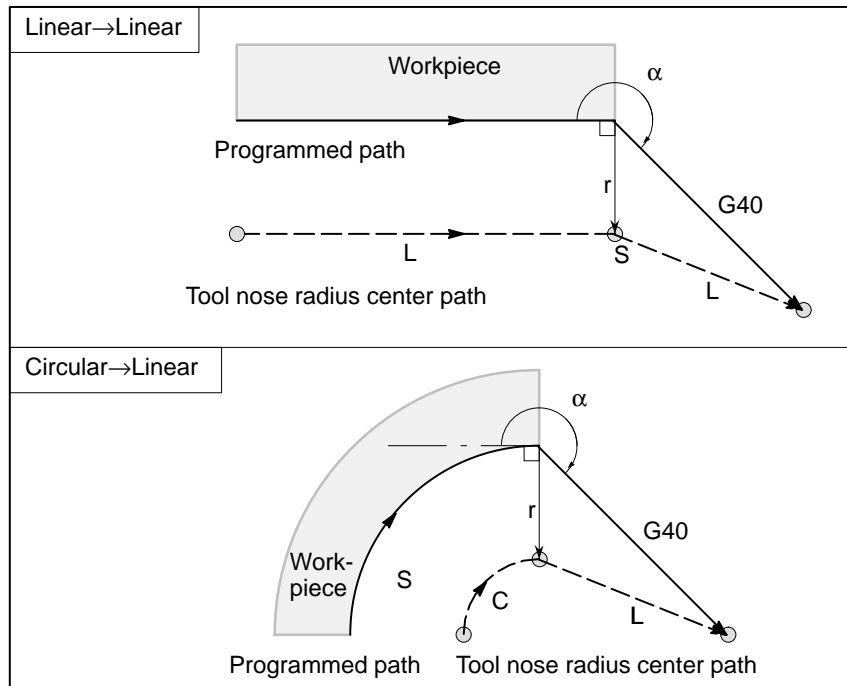 Linear→Linear
Workpiece
α
Programmed path
r
G40
L
S
L
Tool nose radius center path
Circular→Linear
α
r
G40
Work-
piece
S
C
L
Programmed path
Tool nose radius center path